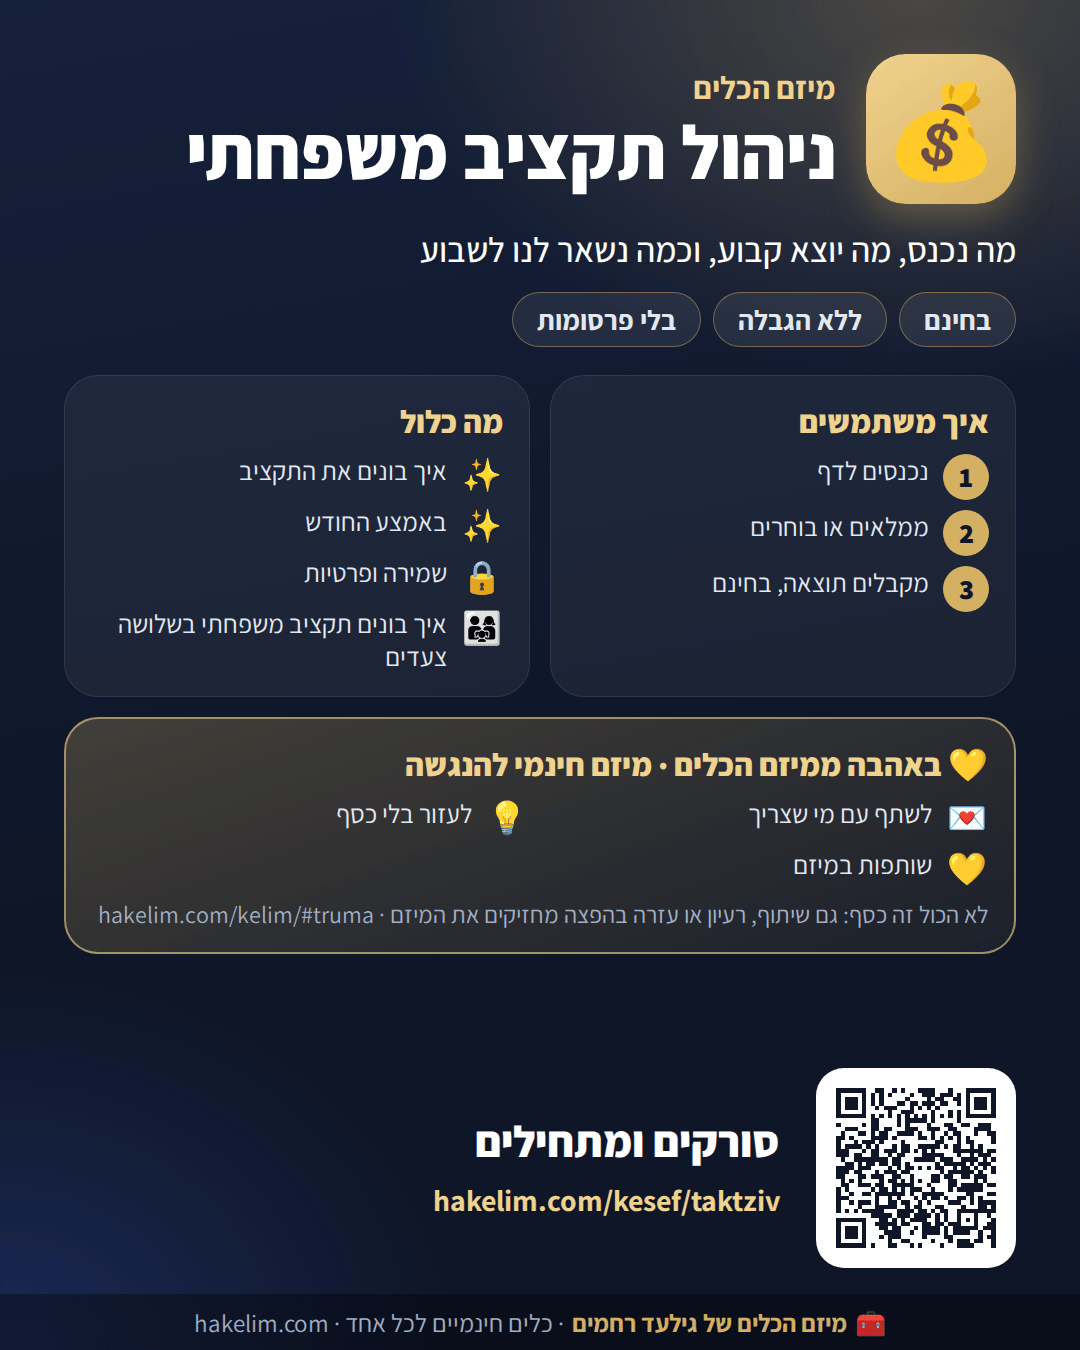 מיזם הכלים
ניהול תקציב משפחתי
מה נכנס, מה יוצא קבוע, וכמה נשאר לנו לשבוע
בחינם
ללא הגבלה
בלי פרסומות
איך משתמשים
1 נכנסים לדף
2 ממלאים או בוחרים
3 מקבלים תוצאה, בחינם
מה כלול
איך בונים את התקציב
באמצע החודש
שמירה ופרטיות
איך בונים תקציב משפחתי בשלושה
צעדים
באהבה ממיזם הכלים · מיזם חינמי להנגשה
לשתף עם מי שצריך
לעזור בלי כסף
שותפות במיזם
לא הכול זה כסף: גם שיתוף, רעיון או עזרה בהפצה מחזיקים את המיזם · hakelim.com/kelim/#truma
סורקים ומתחילים
hakelim.com/kesef/taktziv
מיזם הכלים של גילעד רחמים · כלים חינמיים לכל אחד · hakelim.com